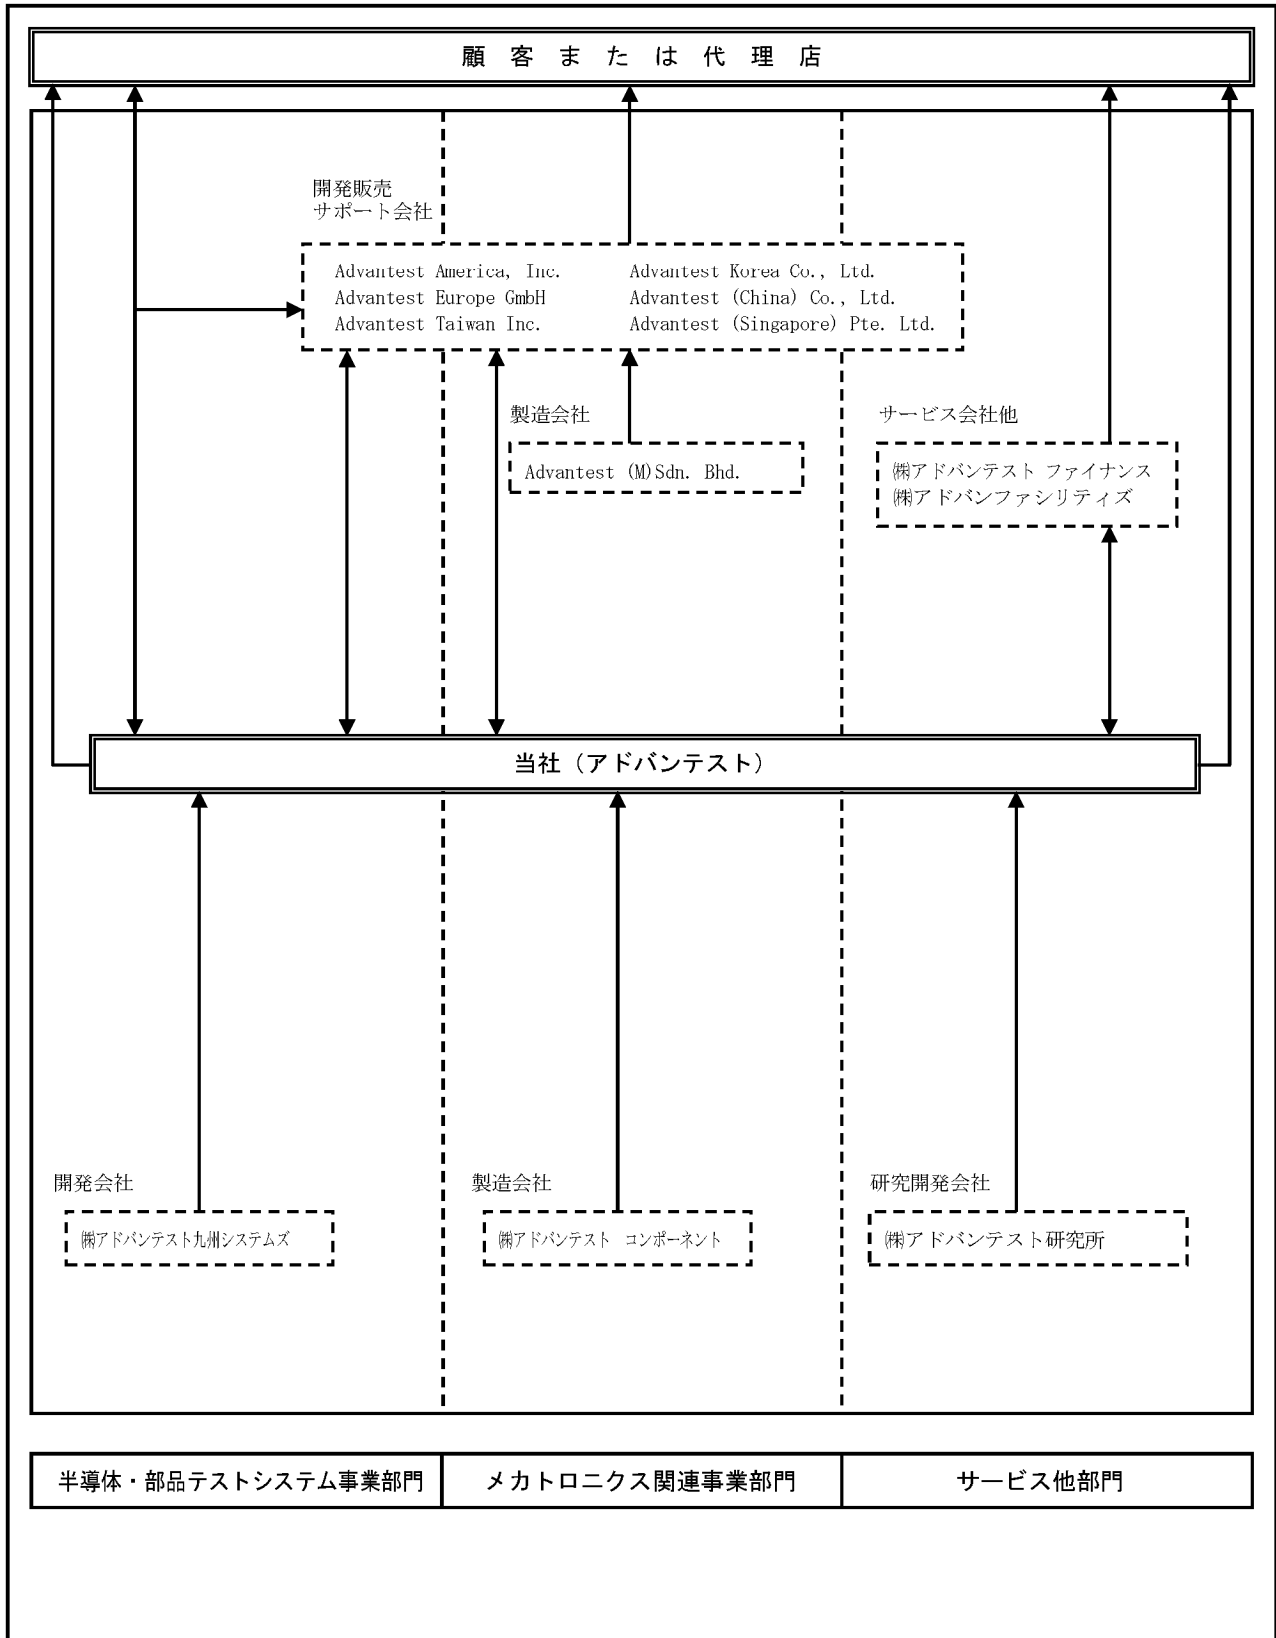 顧客または代理店
開発販売
サポート会社
Advantest America, Inc.
Advantest Korea Co., Ltd.
Advantest Europe GmbH
Advantest (China) Co., Ltd.
Advantest Taiwan Inc.
Advantest (Singapore) Pte. Ltd.
製造会社
サービス会社他
Advantest (M)Sdn. Bhd.
㈱アドバンテスト ファイナンス
㈱アドバンファシリティズ
当社（アドバンテスト）
開発会社
製造会社
研究開発会社
㈱アドバンテスト九州システムズ
㈱アドバンテスト コンポーネント
㈱アドバンテスト研究所
半導体・部品テストシステム事業部門
メカトロニクス関連事業部門
サービス他部門